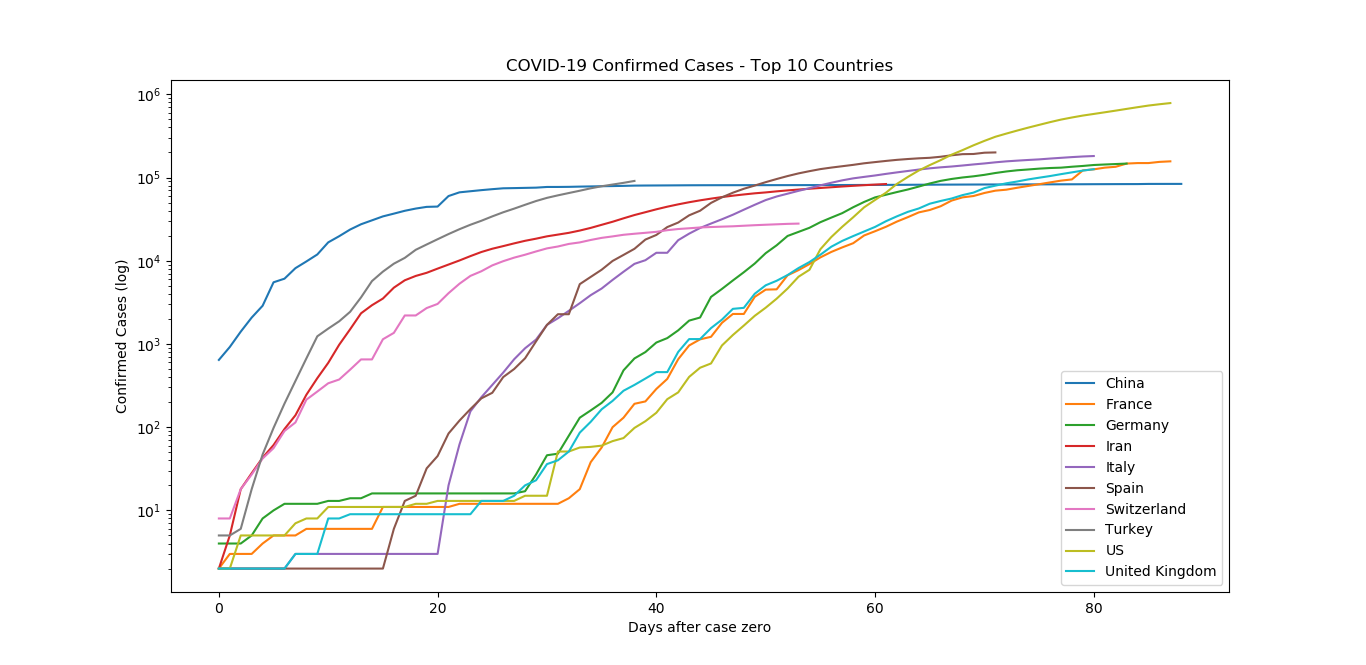 COVID-19 Confirmed Cases - Top 10 Countries
Confirmed Cases (log)
10⁶
10⁵
10⁴
10³
10²
10¹
0 20 40 60 80
Days after case zero
China
France
Germany
Iran
Italy
Spain
Switzerland
Turkey
US
United Kingdom